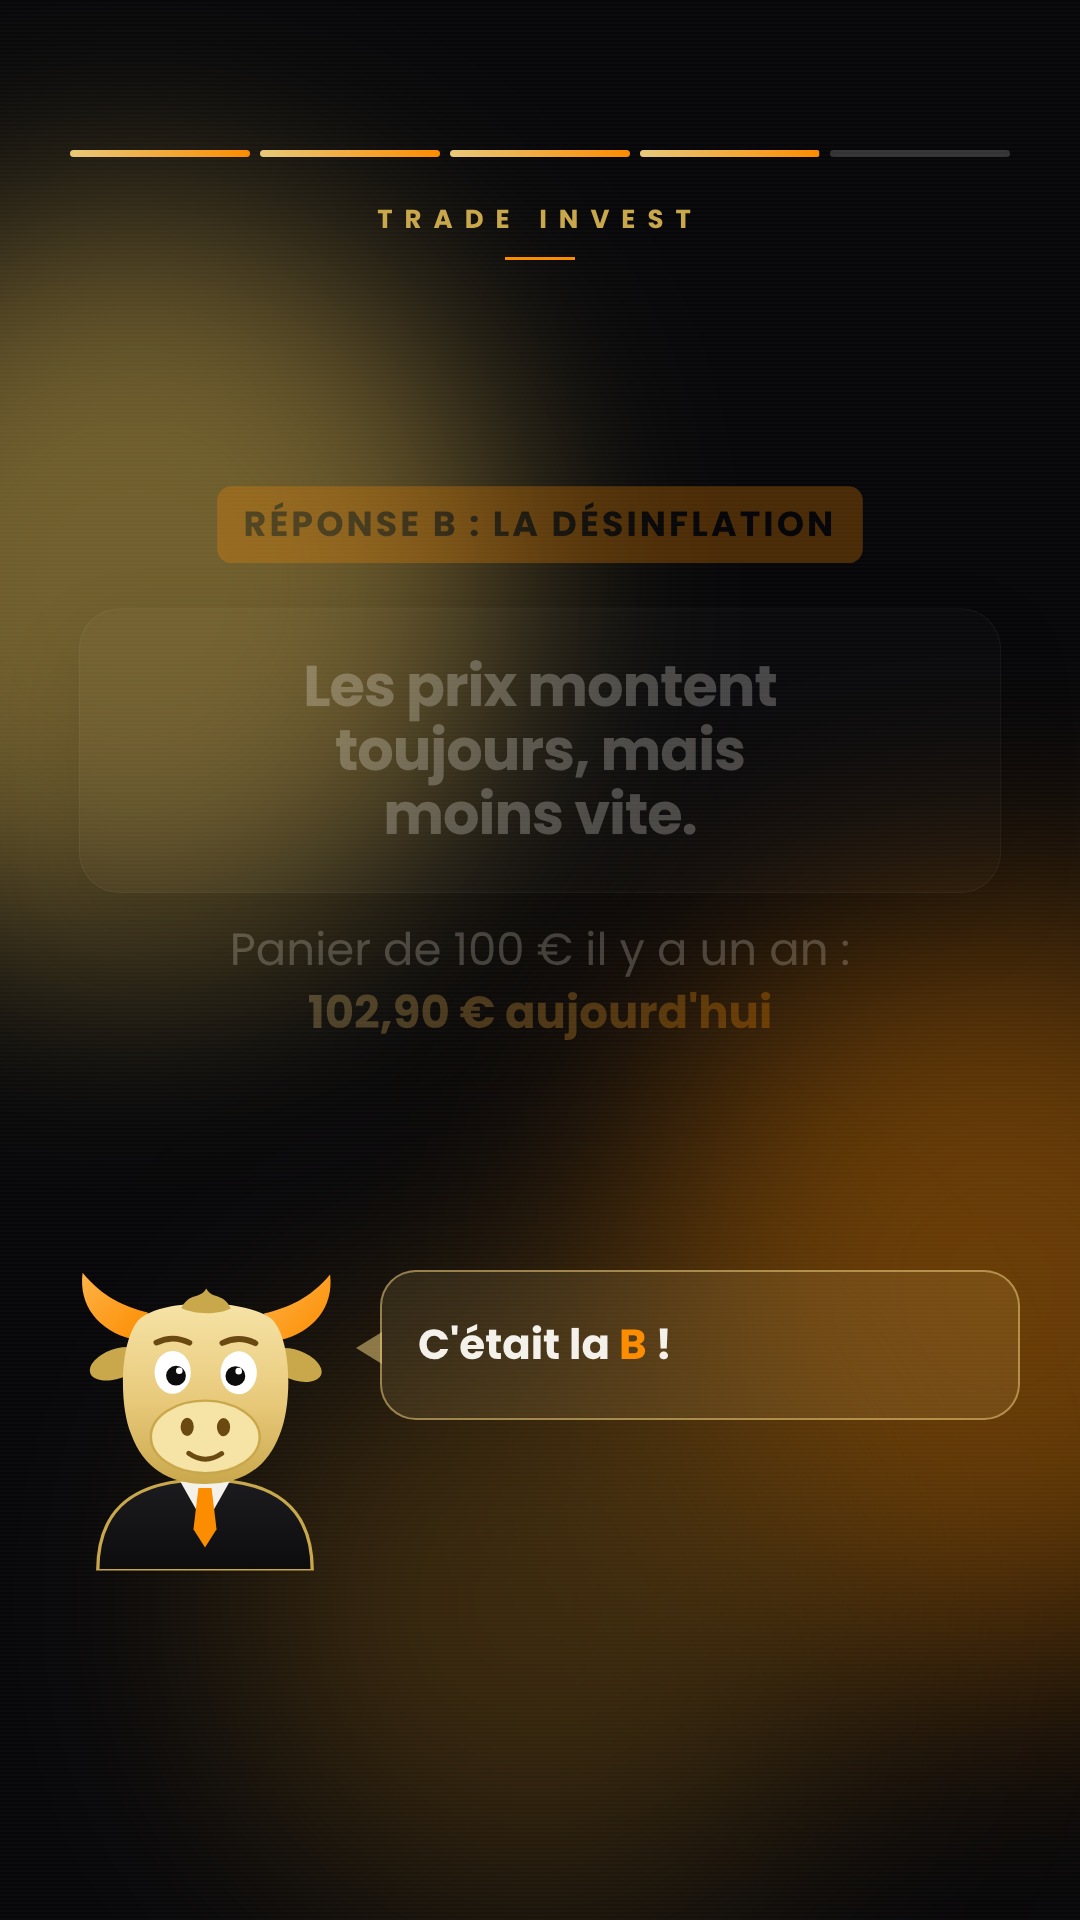 TRADE INVEST
RÉPONSE B : LA DÉSINFLATION
Les prix montent
toujours, mais
moins vite.
Panier de 100 € il y a un an :
102,90 € aujourd'hui
C'était la B !